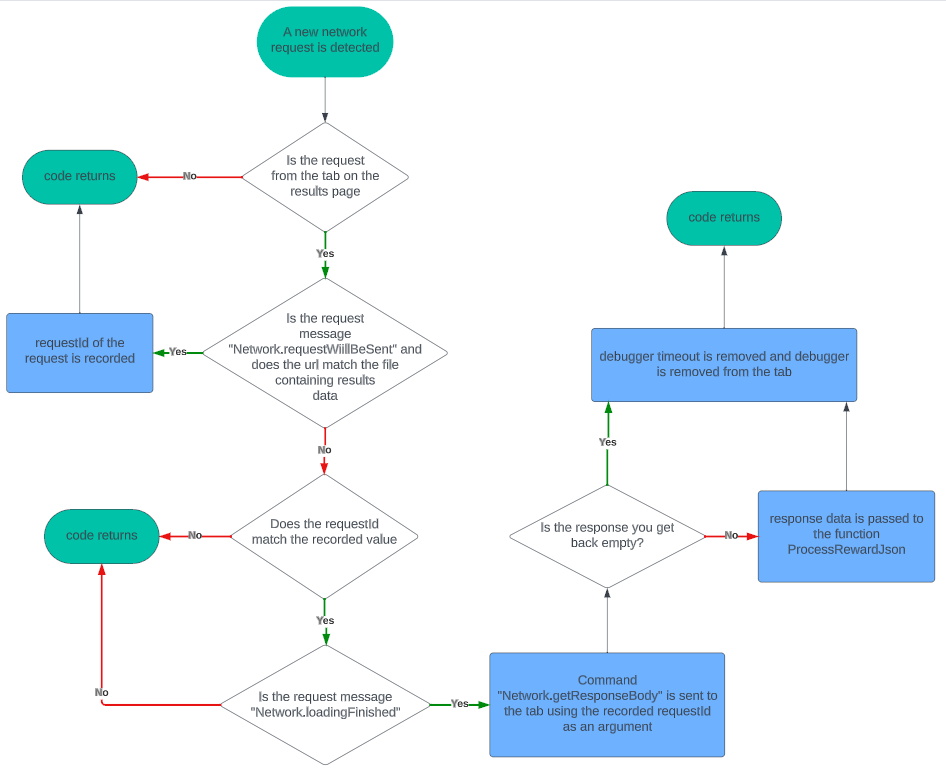 A new network
request is detected
Is the request
from the tab on the
results page
No
code returns
Yes
Is the request
message
"Network.requestWiillBeSent" and
does the url match the file
containing results
data
Yes
requestId of the
request is recorded
No
Does the requestId
match the recorded value
No
code returns
Yes
Is the request message
"Network.loadingFinished"
No
Yes
Command
"Network.getResponseBody" is sent to
the tab using the recorded requestId
as an argument
Is the response you get
back empty?
No
response data is passed to
the function
ProcessRewardJson
Yes
debugger timeout is removed and debugger
is removed from the tab
code returns